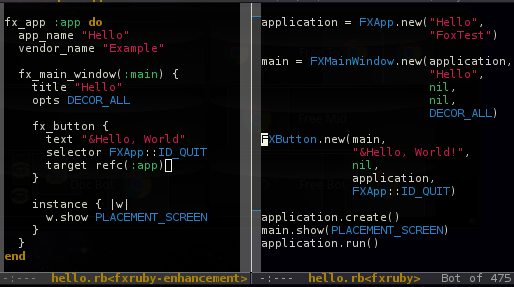 fx_app :app do
  app_name "Hello"
  vendor_name "Example"

  fx_main_window(:main) {
    title "Hello"
    opts DECOR_ALL

    fx_button {
      text "&Hello, World"
      selector FXApp::ID_QUIT
      target refc(:app)
    }

    instance { |w|
      w.show PLACEMENT_SCREEN
    }
  }
end
-:--- hello.rb<fxruby-enhancement>
application = FXApp.new("Hello",
                        "FoxTest")

main = FXMainWindow.new(application,
                        "Hello",
                        nil,
                        nil,
                        DECOR_ALL)

FXButton.new(main,
             "&Hello, World!",
             nil,
             application,
             FXApp::ID_QUIT)

application.create()
main.show(PLACEMENT_SCREEN)
application.run()
-:--- hello.rb<fxruby> Bot of 475